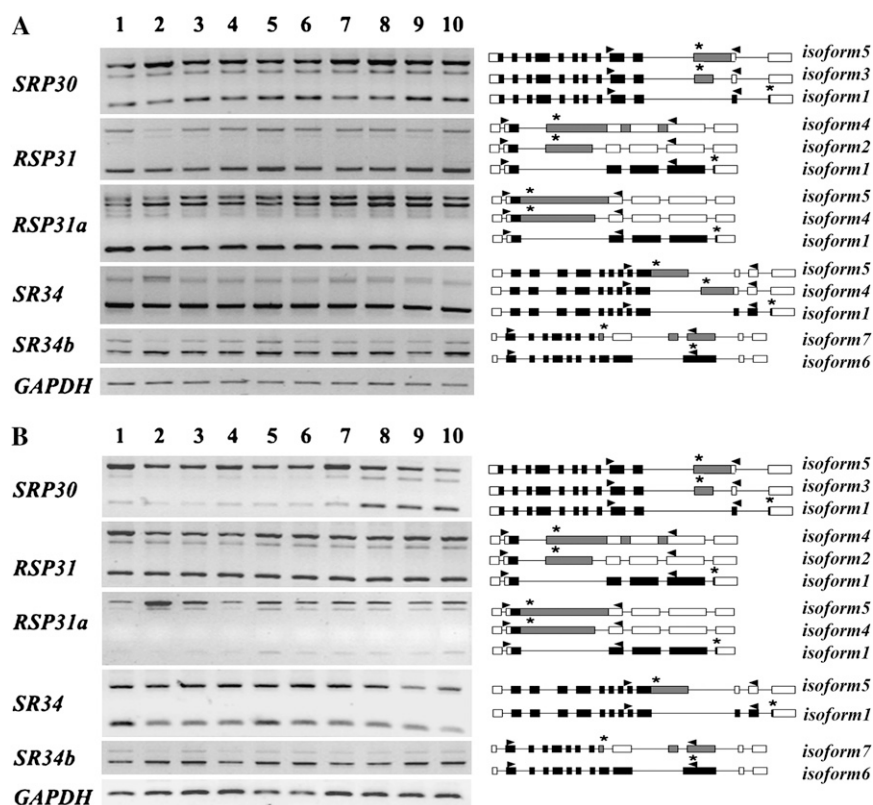 A
1 2 3 4 5 6 7 8 9 10
SRP30
isoform5
isoform3
isoform1
RSP31
isoform4
isoform2
isoform1
RSP31a
isoform5
isoform4
isoform1
SR34
isoform5
isoform4
isoform1
SR34b
isoform7
isoform6
GAPDH
B
1 2 3 4 5 6 7 8 9 10
SRP30
isoform5
isoform3
isoform1
RSP31
isoform4
isoform2
isoform1
RSP31a
isoform5
isoform4
isoform1
SR34
isoform5
isoform1
SR34b
isoform7
isoform6
GAPDH